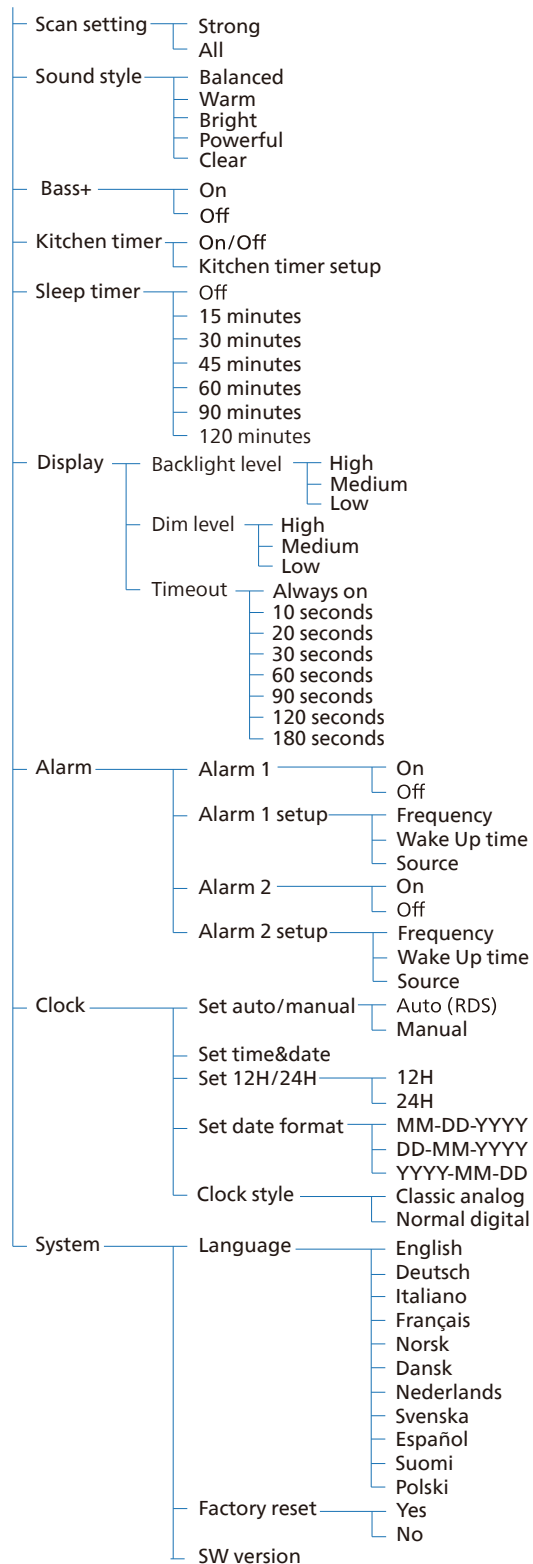 Scan setting Strong
All
Sound style Balanced
Warm
Bright
Powerful
Clear
Bass+ On
Off
Kitchen timer On/Off
Kitchen timer setup
Sleep timer Off
15 minutes
30 minutes
45 minutes
60 minutes
90 minutes
120 minutes
Display Backlight level High
Medium
Low
Dim level High
Medium
Low
Timeout Always on
10 seconds
20 seconds
30 seconds
60 seconds
90 seconds
120 seconds
180 seconds
Alarm Alarm 1 On
Off
Alarm 1 setup Frequency
Wake Up time
Source
Alarm 2 On
Off
Alarm 2 setup Frequency
Wake Up time
Source
Clock Set auto/manual Auto (RDS)
Manual
Set time&date
Set 12H/24H 12H
24H
Set date format MM-DD-YYYY
DD-MM-YYYY
YYYY-MM-DD
Clock style Classic analog
Normal digital
System Language English
Deutsch
Italiano
Français
Norsk
Dansk
Nederlands
Svenska
Español
Suomi
Polski
Factory reset Yes
No
SW version